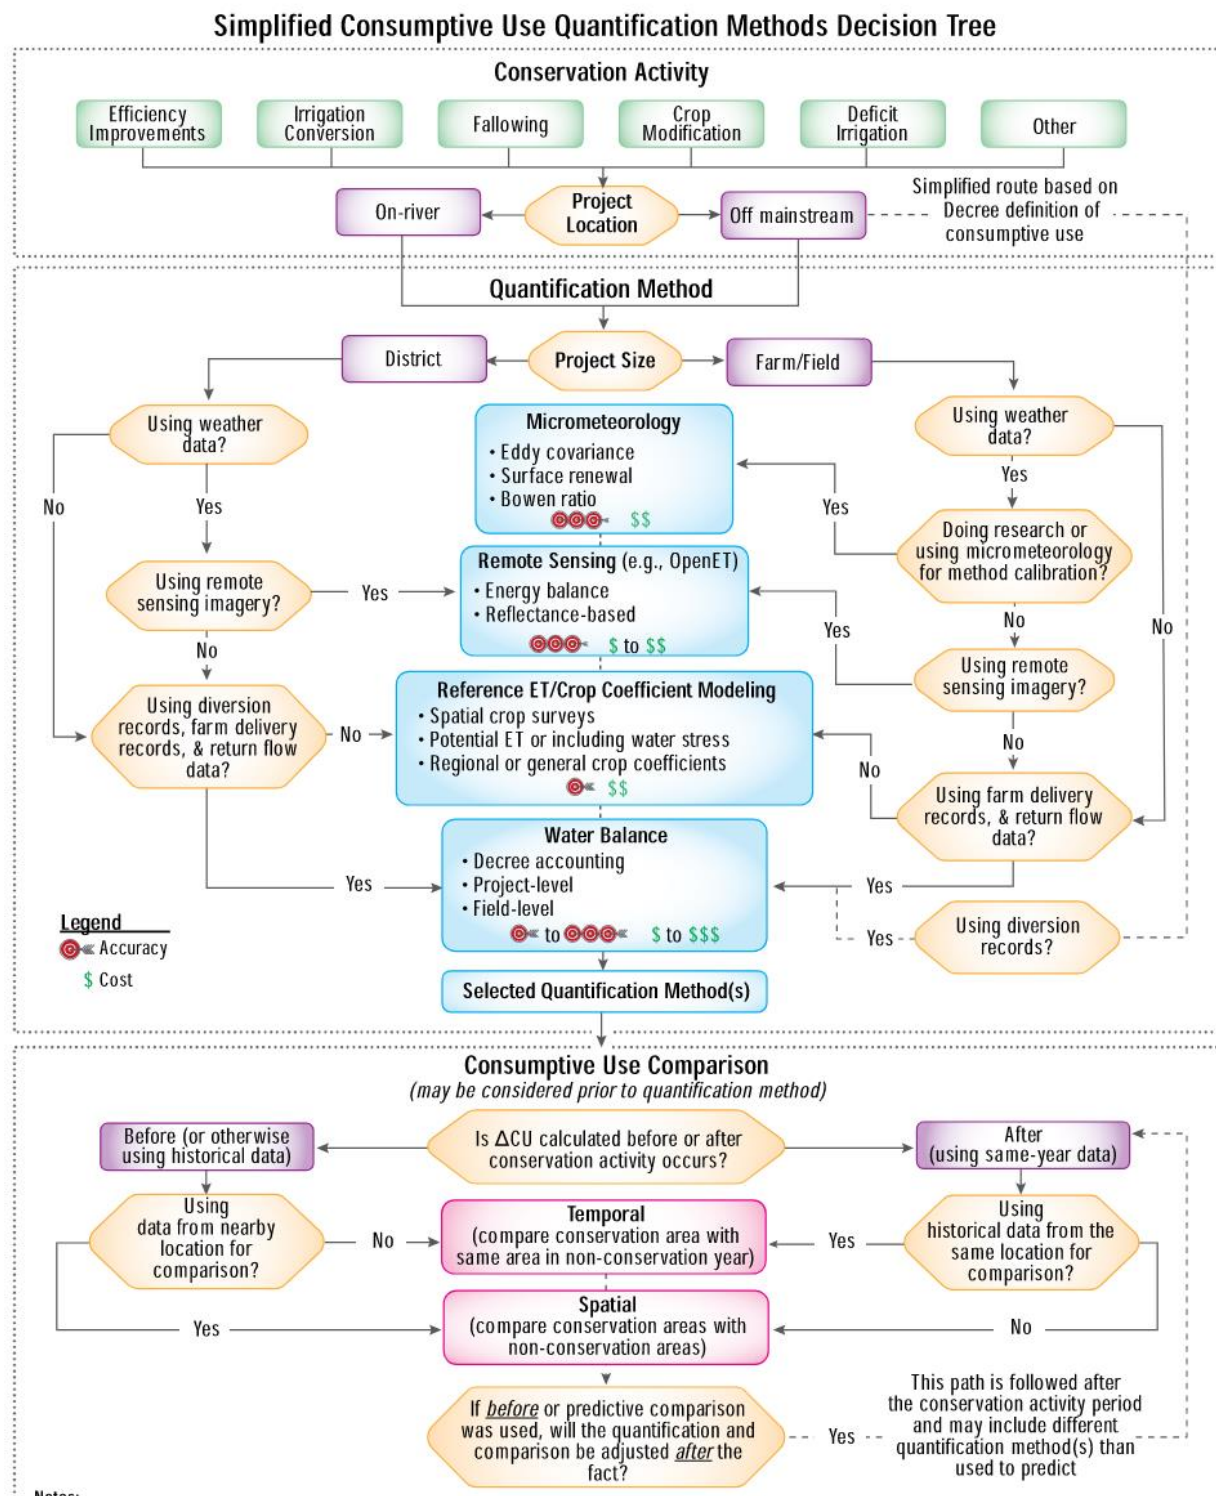 Simplified Consumptive Use Quantification Methods Decision Tree
Conservation Activity
Efficiency
Improvements
Irrigation
Conversion
Fallowing
Crop
Modification
Deficit
Irrigation
Other
On-river
Project
Location
Off mainstream
Simplified route based on
Decree definition of
consumptive use
Quantification Method
District
Project Size
Farm/Field
Using weather
data?
No
Yes
Using remote
sensing imagery?
Yes
No
Using diversion
records, farm delivery
records, & return flow
data?
No
Yes
Micrometeorology
• Eddy covariance
• Surface renewal
• Bowen ratio
$$
Remote Sensing (e.g., OpenET)
• Energy balance
• Reflectance-based
$ to $$
Reference ET/Crop Coefficient Modeling
• Spatial crop surveys
• Potential ET or including water stress
• Regional or general crop coefficients
$$
Water Balance
• Decree accounting
• Project-level
• Field-level
to $ to $$$
Selected Quantification Method(s)
Using weather
data?
Yes
No
Doing research or
using micrometeorology
for method calibration?
Yes
No
Using remote
sensing imagery?
Yes
No
Using farm delivery
records, & return flow
data?
No
Yes
Using diversion
records?
Yes
Legend
Accuracy
$ Cost
Consumptive Use Comparison
(may be considered prior to quantification method)
Before (or otherwise
using historical data)
Is ΔCU calculated before or after
conservation activity occurs?
After
(using same-year data)
Using
data from nearby
location for
comparison?
No
Yes
Temporal
(compare conservation area with
same area in non-conservation year)
Spatial
(compare conservation areas with
non-conservation areas)
Using
historical data from the
same location for
comparison?
Yes
No
If before or predictive comparison
was used, will the quantification and
comparison be adjusted after the
fact?
Yes
This path is followed after
the conservation activity period
and may include different
quantification method(s) than
used to predict
Notes: